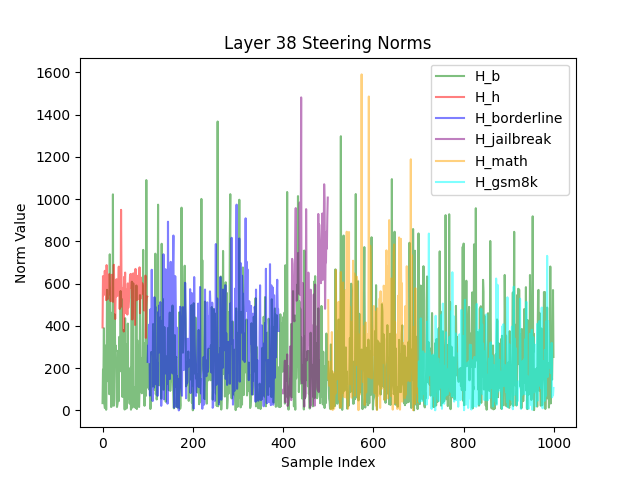 Layer 38 Steering Norms
Norm Value
1600
1400
1200
1000
800
600
400
200
0
H_b
H_h
H_borderline
H_jailbreak
H_math
H_gsm8k
0 200 400 600 800 1000
Sample Index